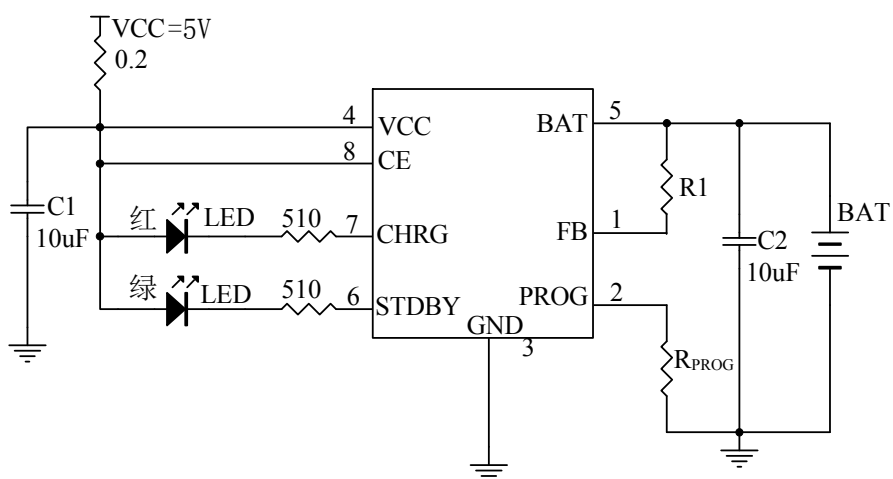 VCC=5V
0.2
4
VCC
8
CE
C1
10uF
红
LED
510
7
CHRG
绿
LED
510
6
STDBY
GND
3
BAT
5
R1
FB
1
PROG
2
RPROG
C2
10uF
BAT